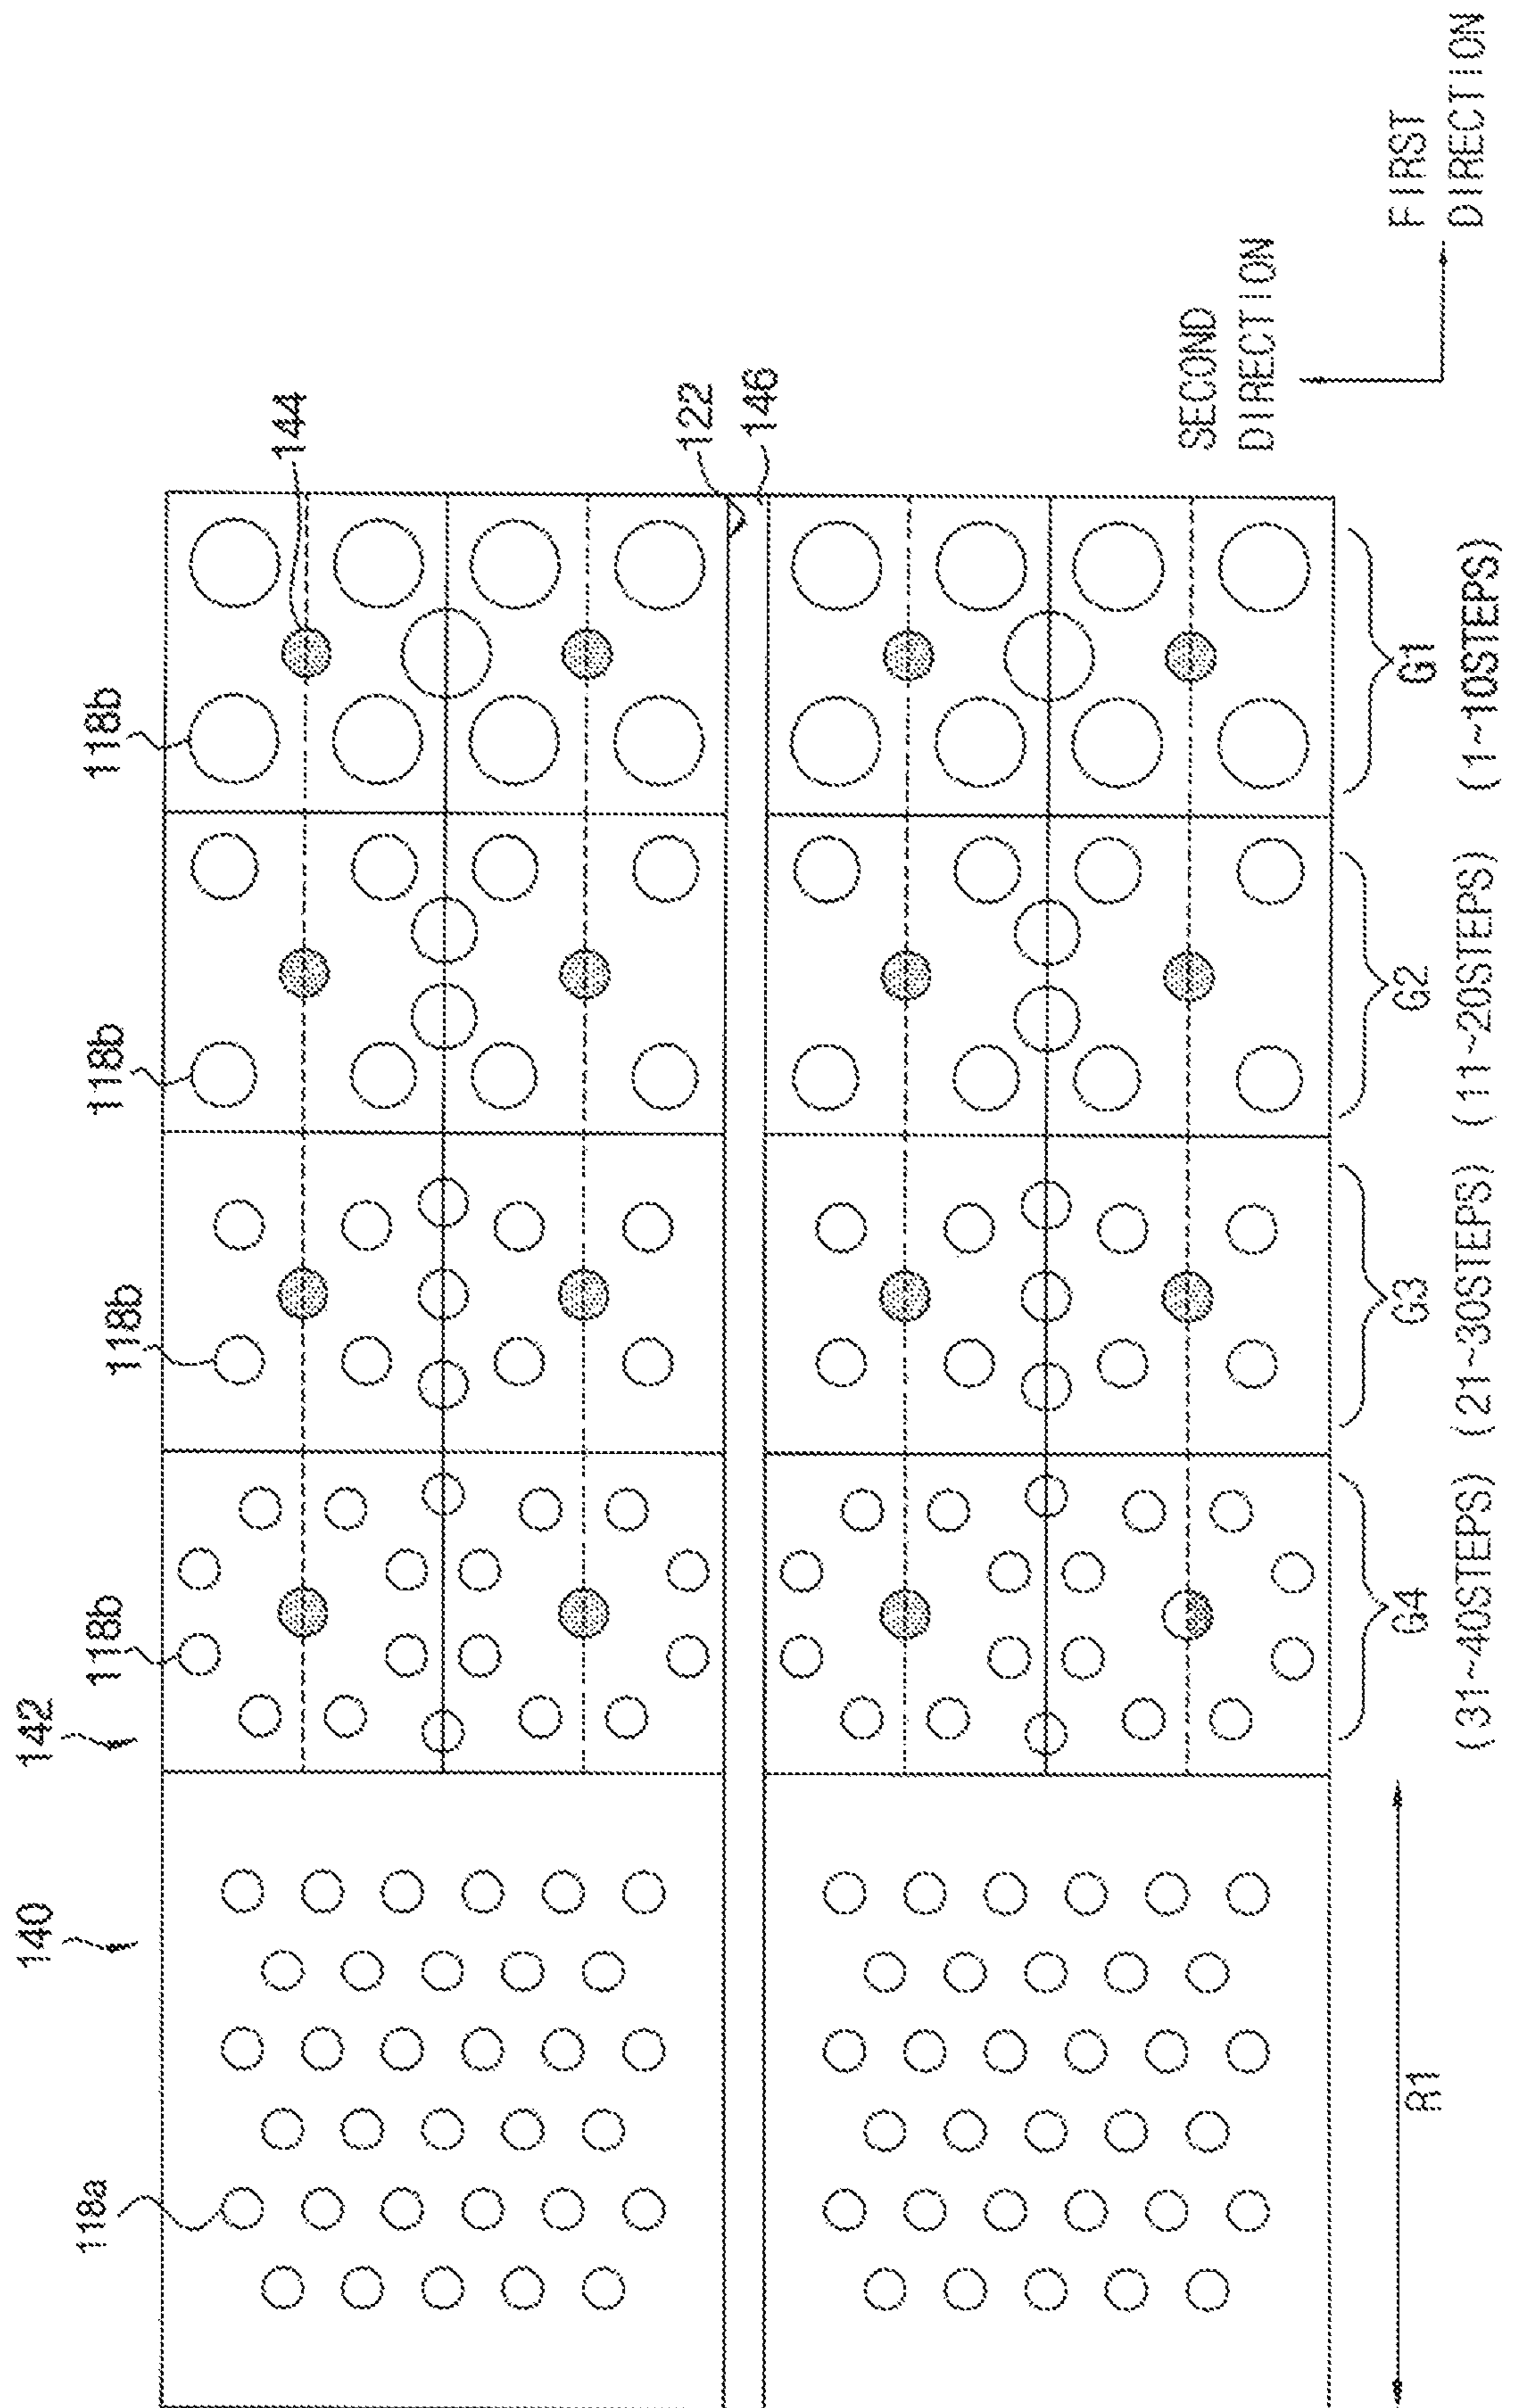 142
140
118b
118b
118b
118b
118a
144
122
146
SECOND
DIRECTION
FIRST
DIRECTION
R1
G4
G3
G2
G1
(31~40STEPS) (21~30STEPS) (11~20STEPS) (1~10STEPS)